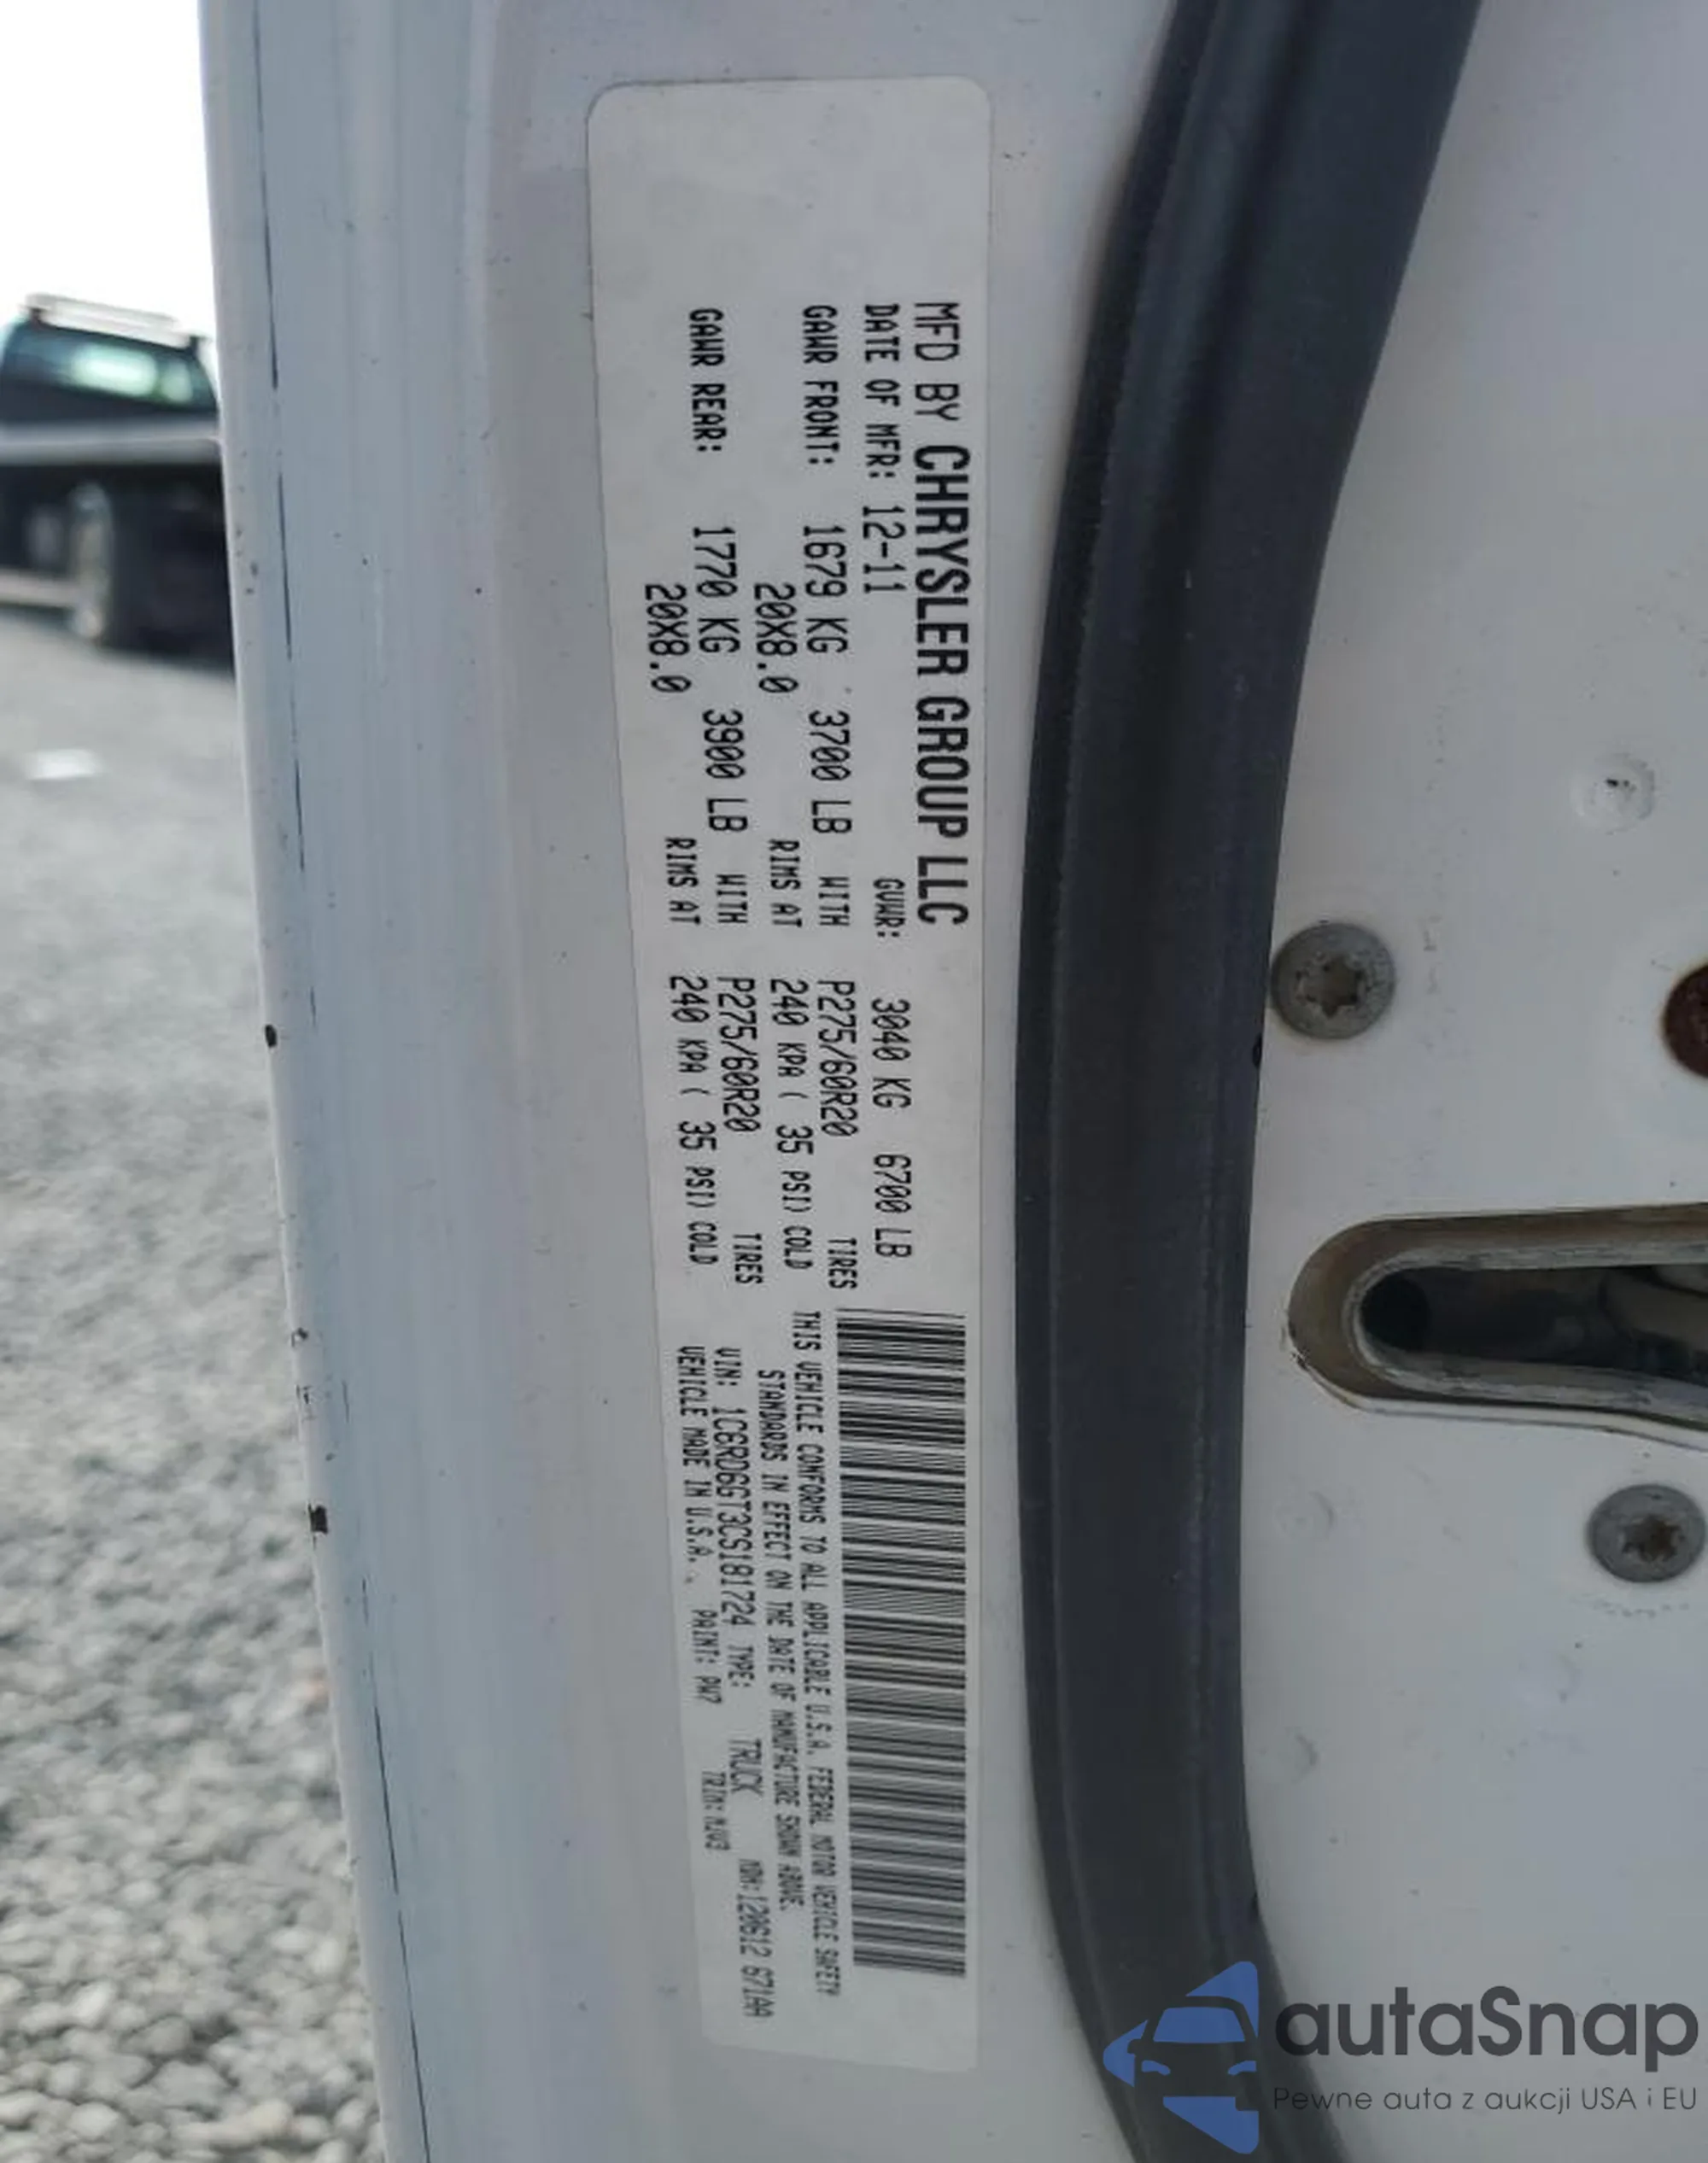 MFD BY CHRYSLER GROUP LLC
DATE OF MFR: 12-11 GVWR: 3040 KG 6700 LB
GAWR FRONT: 1679 KG 3700 LB WITH P275/60R20 TIRES
20X8.0 RIMS AT 240 KPA ( 35 PSI) COLD
GAWR REAR: 1770 KG 3900 LB WITH P275/60R20 TIRES
20X8.0 RIMS AT 240 KPA ( 35 PSI) COLD
THIS VEHICLE CONFORMS TO ALL APPLICABLE U.S.A. FEDERAL MOTOR VEHICLE SAFETY
STANDARDS IN EFFECT ON THE DATE OF MANUFACTURE SHOWN ABOVE.
VIN: 1C6RD6GT3CS181724 TYPE: TRUCK MDH: 120612 671AA
VEHICLE MADE IN U.S.A. PAINT: PW7 TRIM:
autaSnap
Pewne auta z aukcji USA i EU